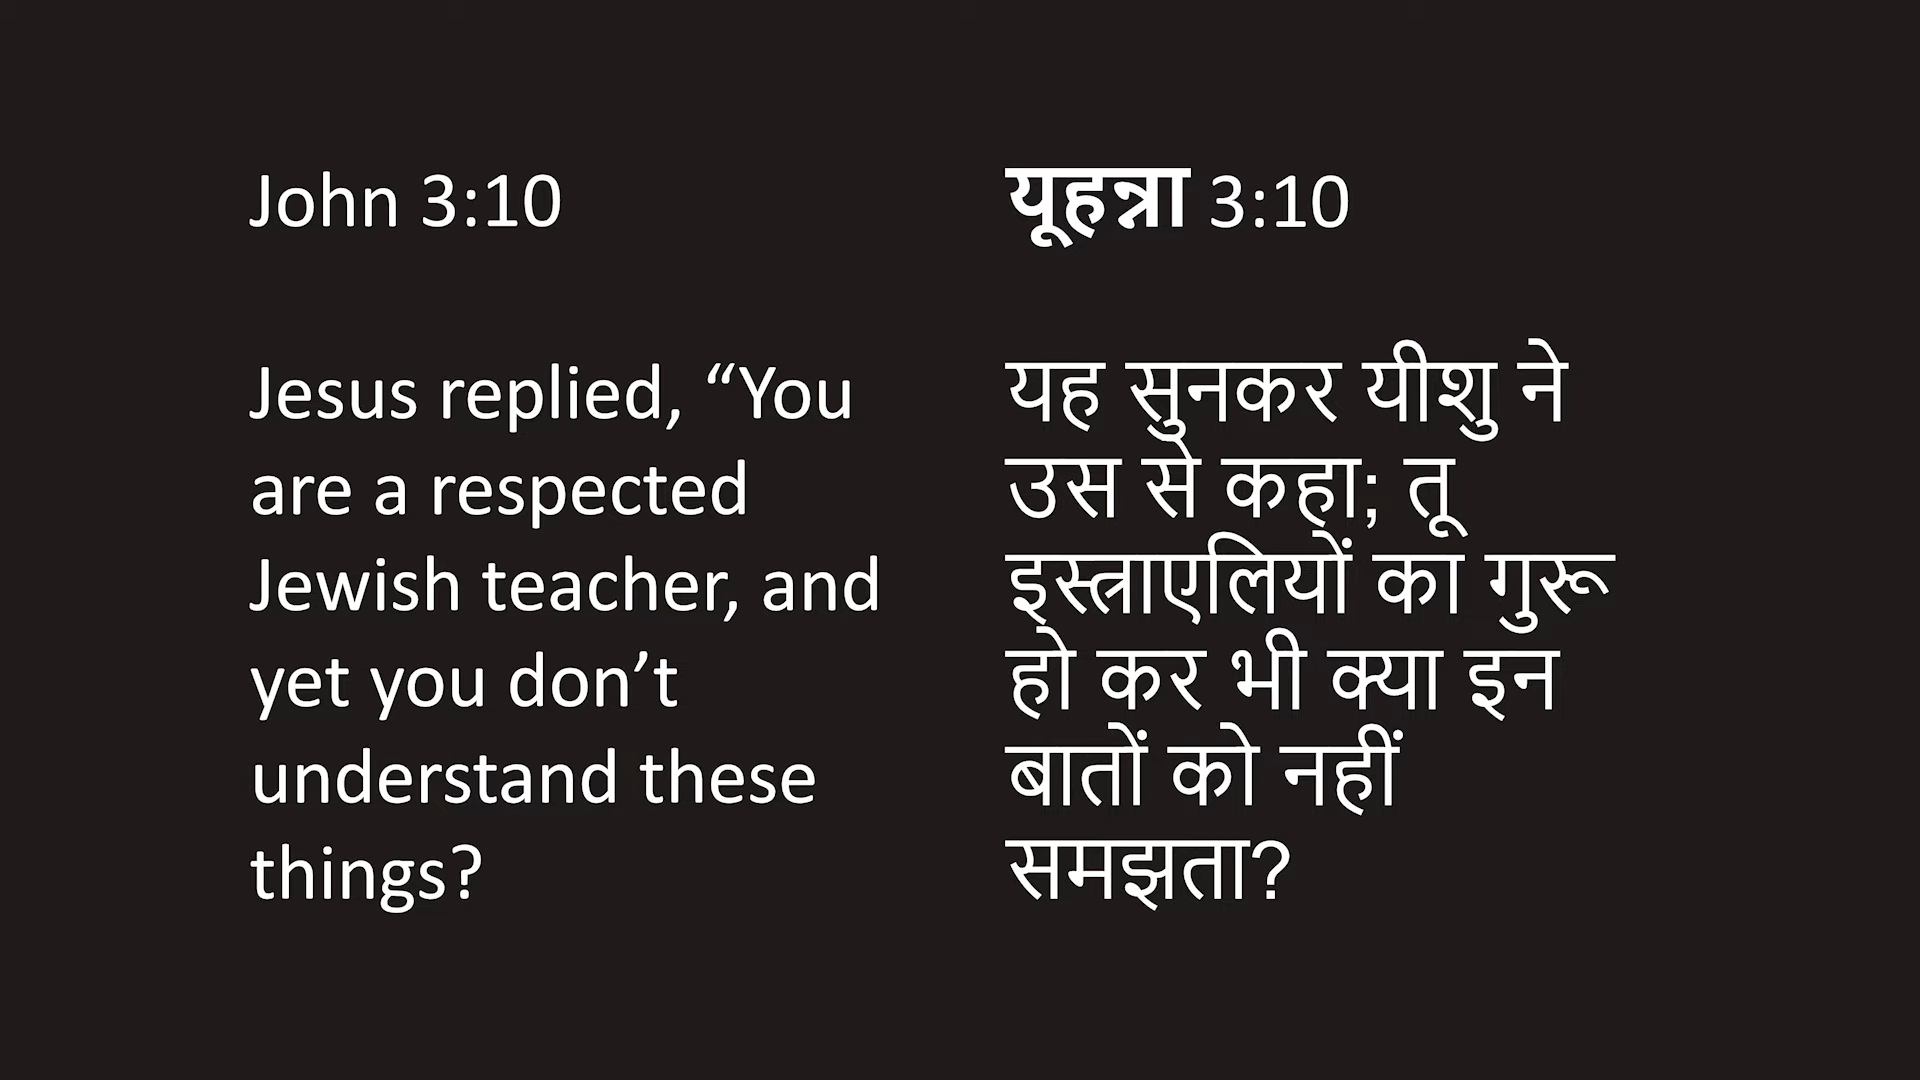 John 3:10
Jesus replied, “You
are a respected
Jewish teacher, and
yet you don’t
understand these
things?
यूहन्ना 3:10
यह सुनकर यीशु ने
उस से कहा; तू
इस्त्राएलियों का गुरू
हो कर भी क्या इन
बातों को नहीं
समझता?